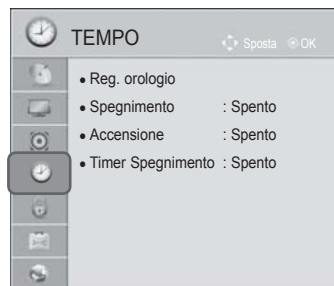 TEMPO
Sposta OK
• Reg. orologio
• Spegnimento : Spento
• Accensione : Spento
• Timer Spegnimento : Spento